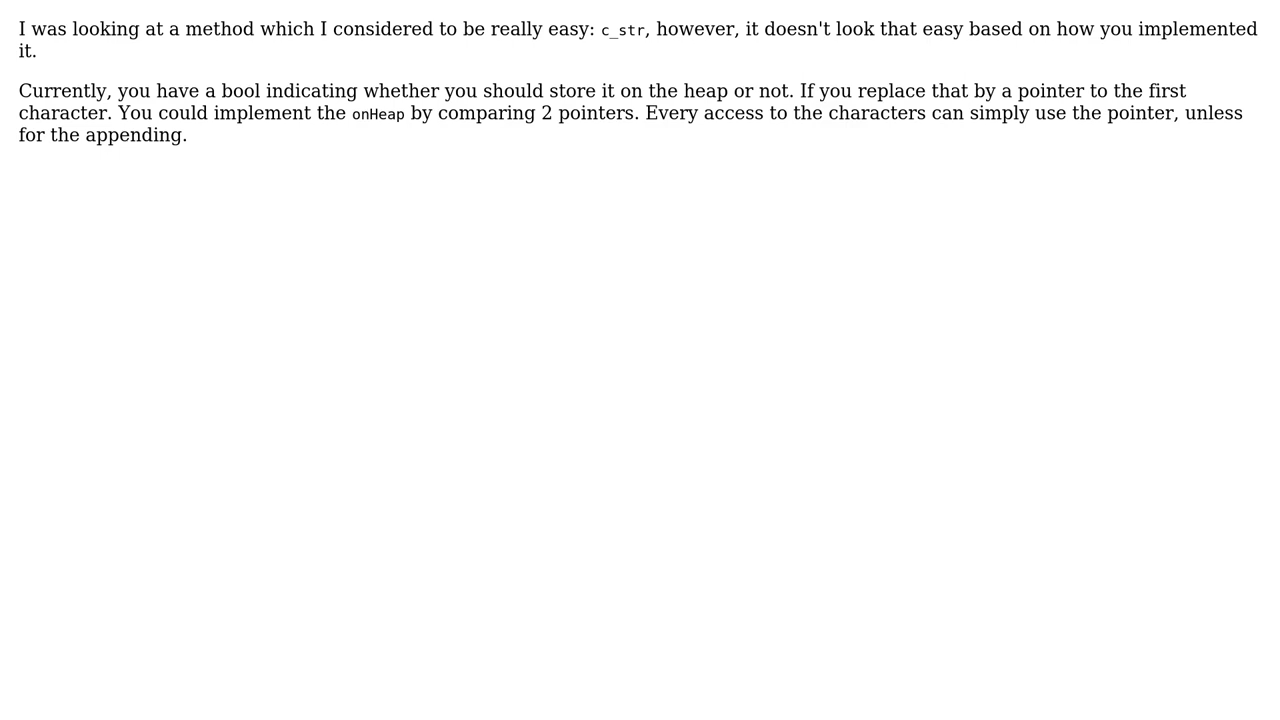 I was looking at a method which I considered to be really easy: c_str, however, it doesn't look that easy based on how you implemented
it.
Currently, you have a bool indicating whether you should store it on the heap or not. If you replace that by a pointer to the first
character. You could implement the onHeap by comparing 2 pointers. Every access to the characters can simply use the pointer, unless
for the appending.